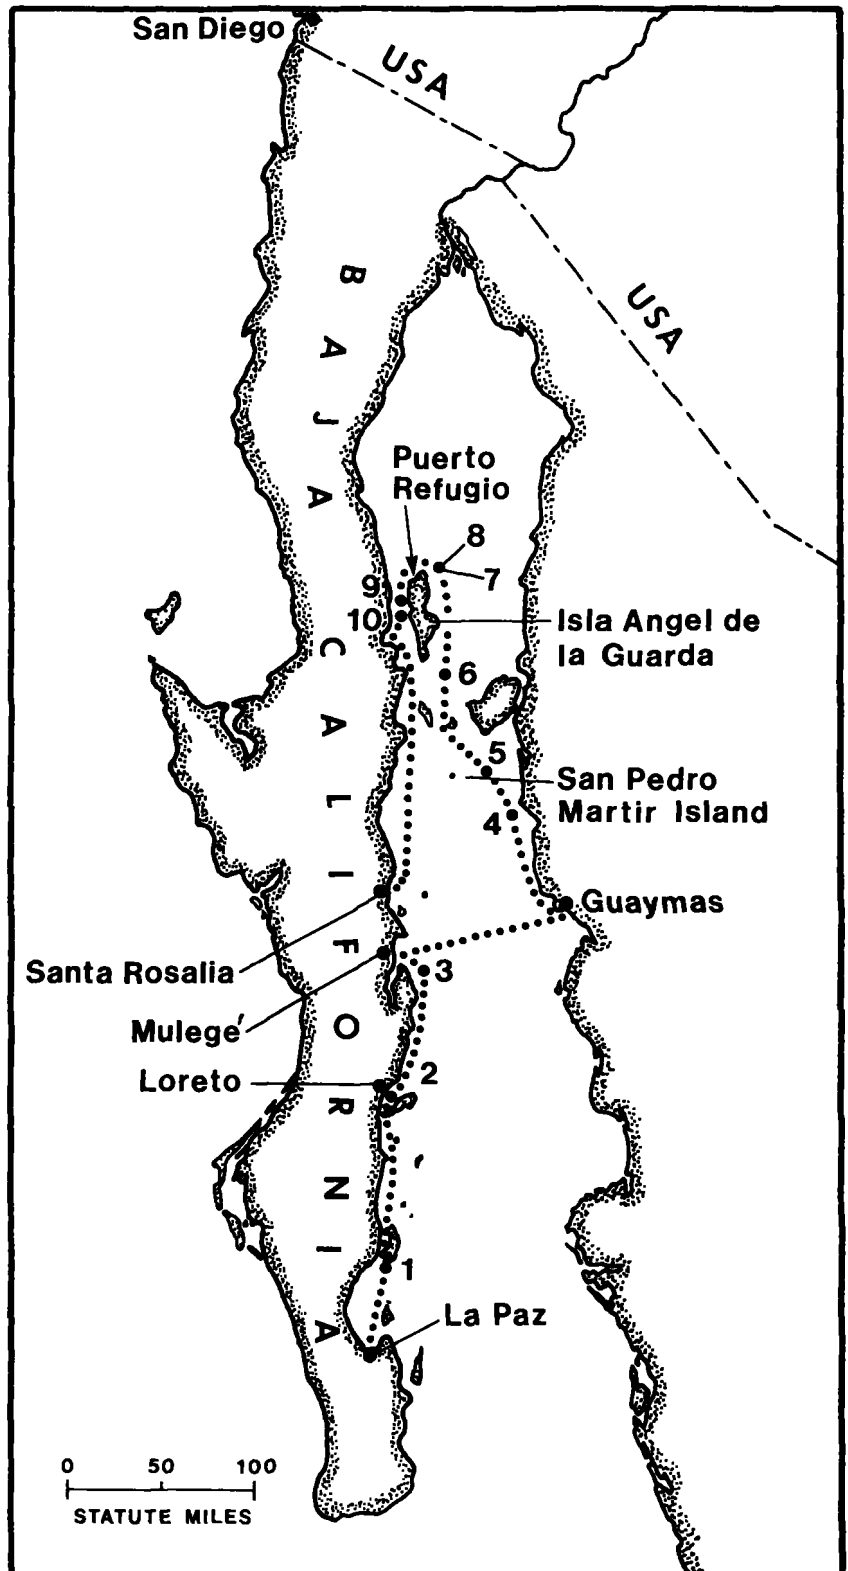 San Diego
USA
USA
BAJA CALIFORNIA
Puerto
Refugio
8
7
9
10
Isla Angel de
la Guarda
6
5
San Pedro
Martir Island
4
Guaymas
Santa Rosalia
3
Mulege'
Loreto
2
1
La Paz
0 50 100
STATUTE MILES